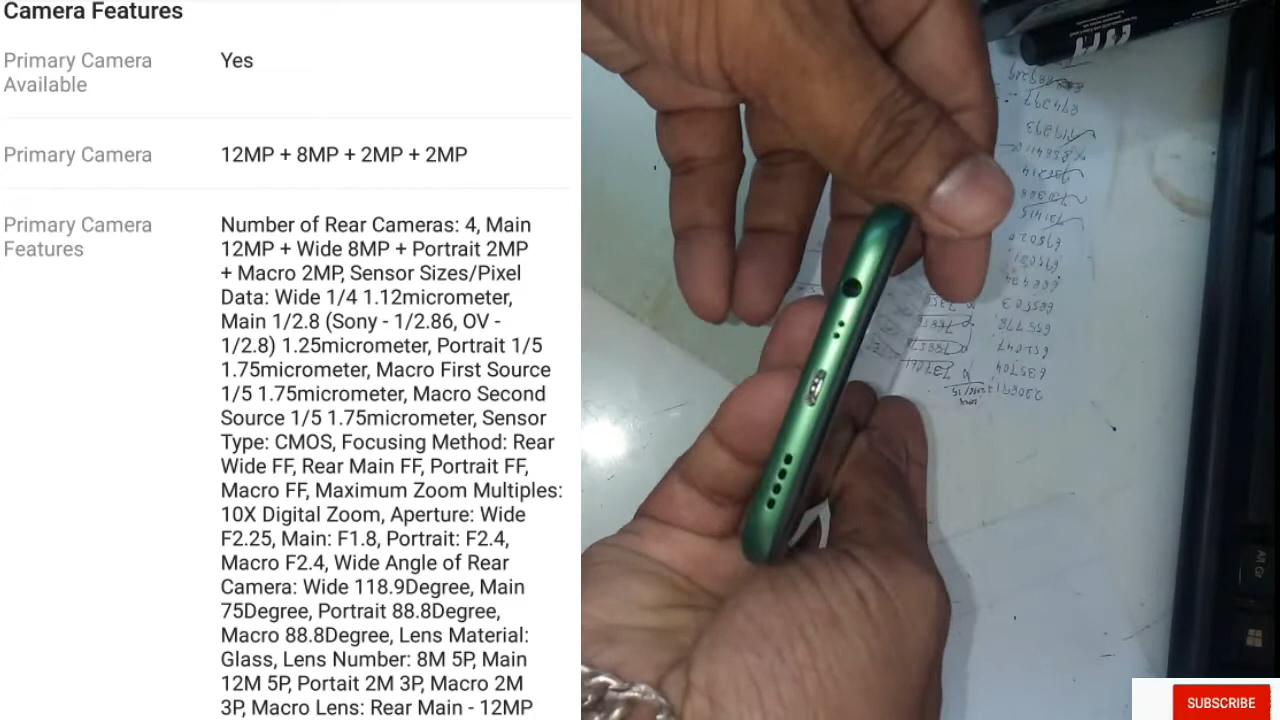 Camera Features
Primary Camera
Available
Yes
Primary Camera
12MP + 8MP + 2MP + 2MP
Primary Camera
Features
Number of Rear Cameras: 4, Main
12MP + Wide 8MP + Portrait 2MP
+ Macro 2MP, Sensor Sizes/Pixel
Data: Wide 1/4 1.12micrometer,
Main 1/2.8 (Sony - 1/2.86, OV -
1/2.8) 1.25micrometer, Portrait 1/5
1.75micrometer, Macro First Source
1/5 1.75micrometer, Macro Second
Source 1/5 1.75micrometer, Sensor
Type: CMOS, Focusing Method: Rear
Wide FF, Rear Main FF, Portrait FF,
Macro FF, Maximum Zoom Multiples:
10X Digital Zoom, Aperture: Wide
F2.25, Main: F1.8, Portrait: F2.4,
Macro F2.4, Wide Angle of Rear
Camera: Wide 118.9Degree, Main
75Degree, Portrait 88.8Degree,
Macro 88.8Degree, Lens Material:
Glass, Lens Number: 8M 5P, Main
12M 5P, Portait 2M 3P, Macro 2M
3P, Macro Lens: Rear Main - 12MP
Alt Gr
SUBSCRIBE